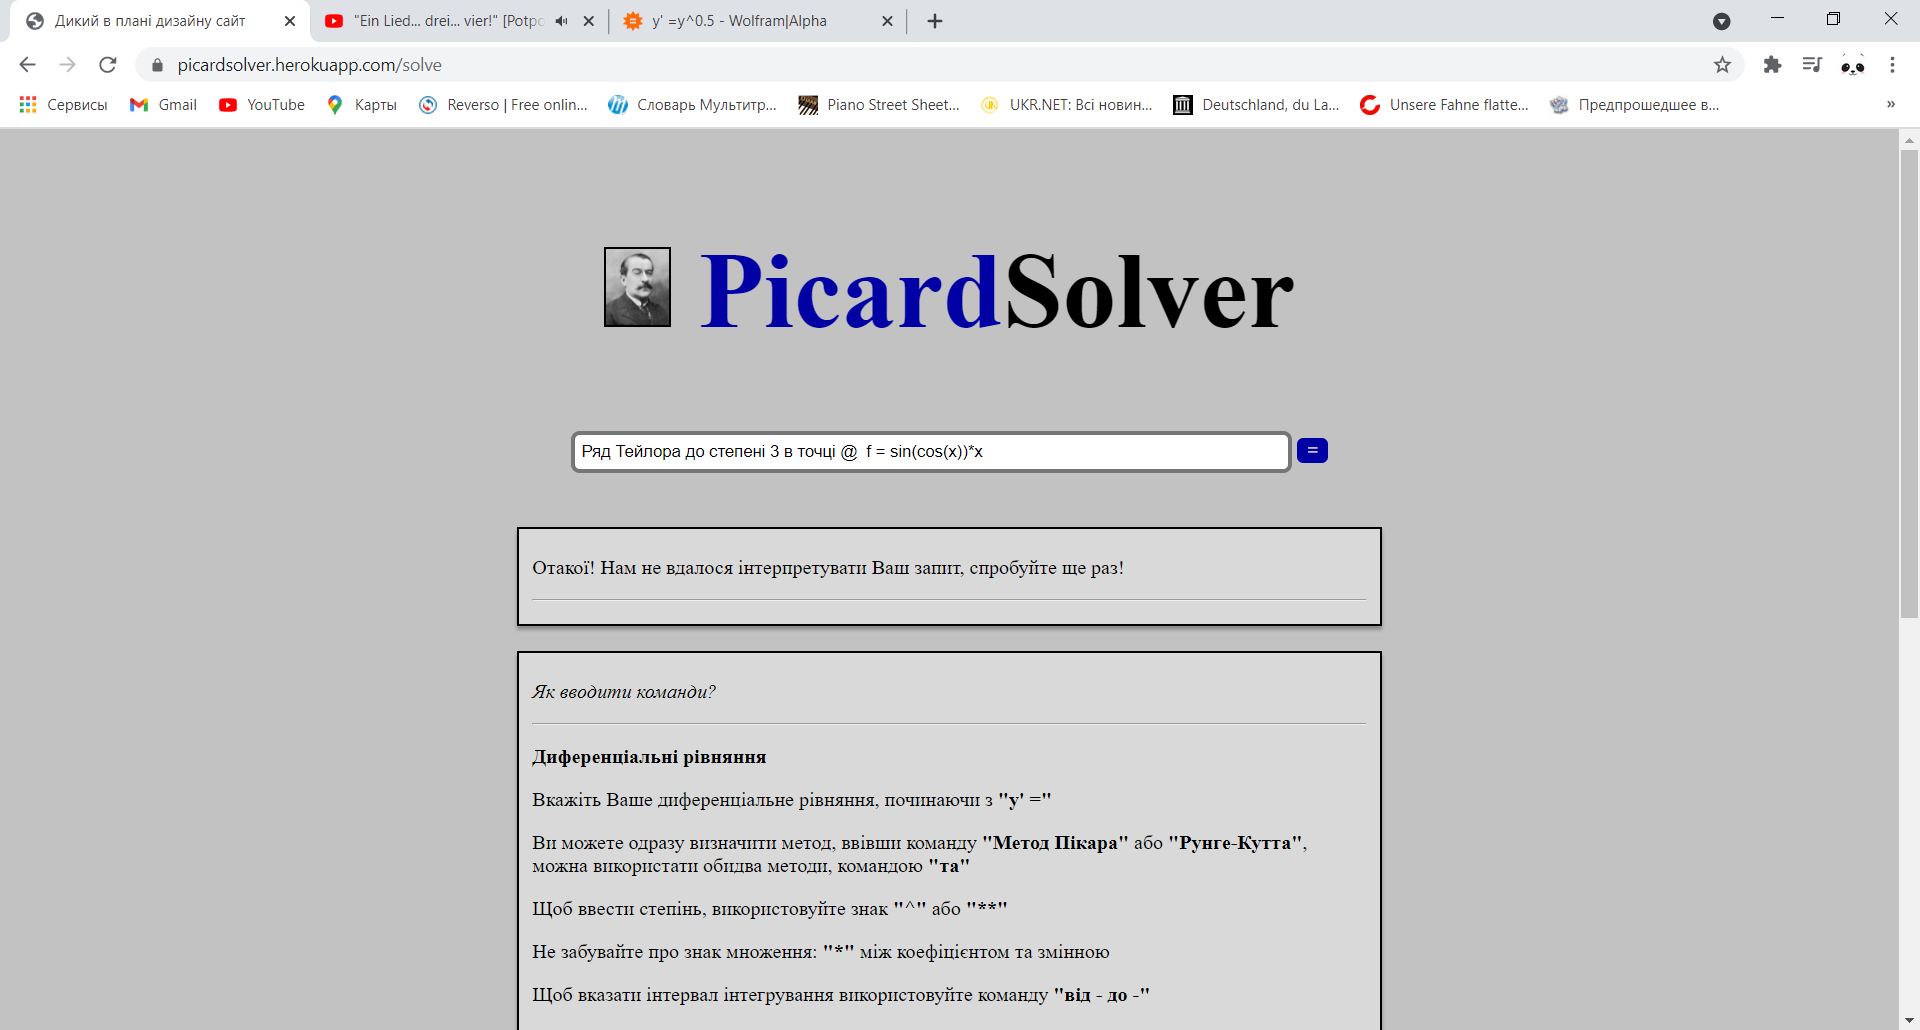 Дикий в плані дизайну сайт
"Ein Lied... drei... vier!" [Potpo
y' =y^0.5 - Wolfram|Alpha
picardsolver.herokuapp.com/solve
Сервисы
Gmail
YouTube
Карты
Reverso | Free onlin...
Словарь Мультитр...
Piano Street Sheet...
UKR.NET: Всі новин...
Deutschland, du La...
Unsere Fahne flatte...
Предпрошедшее в...
»
PicardSolver
Ряд Тейлора до степені 3 в точці @  f = sin(cos(x))*x
=
Отакої! Нам не вдалося інтерпретувати Ваш запит, спробуйте ще раз!
Як вводити команди?
Диференціальні рівняння
Вкажіть Ваше диференціальне рівняння, починаючи з "y' ="
Ви можете одразу визначити метод, ввівши команду "Метод Пікара" або "Рунге-Кутта",
можна використати обидва методи, командою "та"
Щоб ввести степінь, використовуйте знак "^" або "**"
Не забувайте про знак множення: "*" між коефіцієнтом та змінною
Щоб вказати інтервал інтегрування використовуйте команду "від - до -"